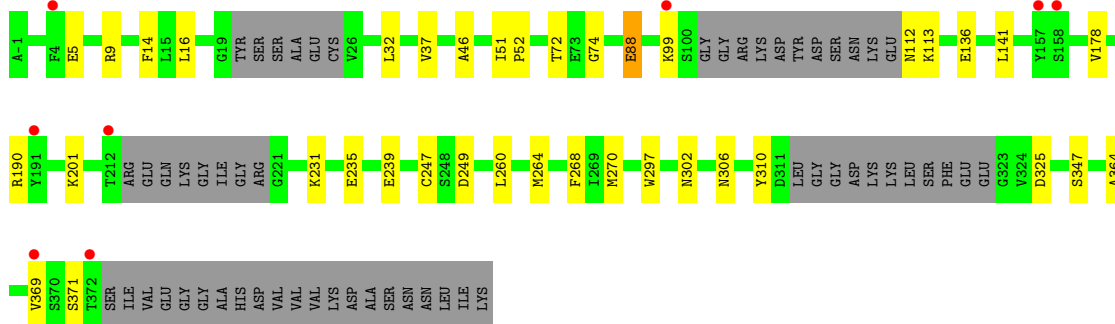 A-1 F4 E5 R9 F14 L15 L16 G19 TYR SER SER ALA GLU CYS V26 L32 V37 A46 I51 P52 T72 E73 G74 E88 K99 S100 GLY GLY ARG LYS ASP TYR ASP SER ASN LYS GLY GLU N112 K113 E136 L141 Y157 S158 V178
R190 Y191 K201 T212 ARG GLU GLN LYS GLY ILE GLY ARG G221 K231 E235 E239 C247 S248 D249 L260 M264 F268 I269 M270 W297 N302 N306 Y310 D311 LEU GLY GLY ASP LYS LYS LEU SER PHE GLU GLU G323 V324 D325 S347 A364
V369 S370 S371 T372 SER ILE VAL GLU GLY GLY ALA HIS ASP VAL VAL VAL LYS ASP ALA SER ASN ASN LEU ILE LYS